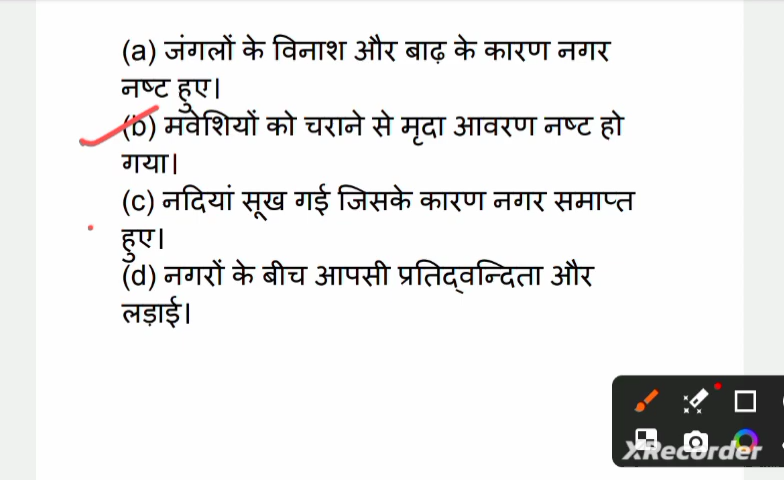 (a) जंगलों के विनाश और बाढ़ के कारण नगर
नष्ट हुए।
(b) मवेशियों को चराने से मृदा आवरण नष्ट हो
गया।
(c) नदियां सूख गई जिसके कारण नगर समाप्त
हुए।
(d) नगरों के बीच आपसी प्रतिद्वन्दिता और
लड़ाई।
XRecorder